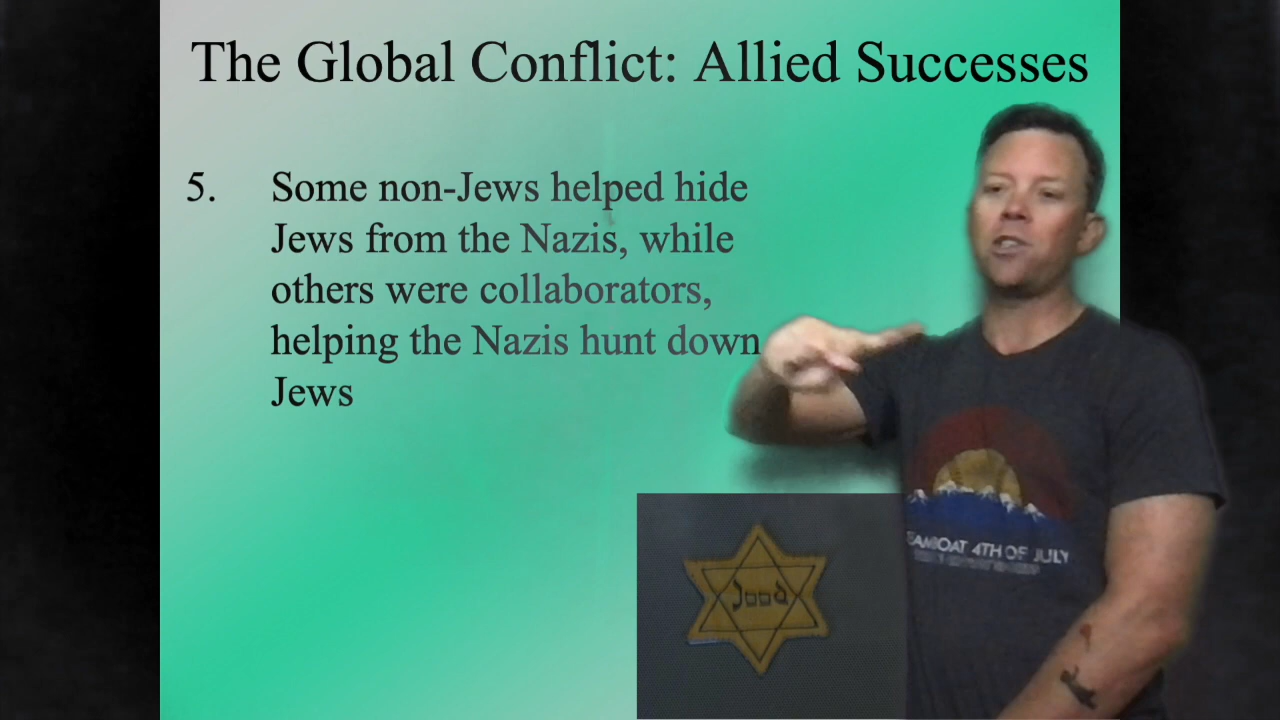 The Global Conflict: Allied Successes
5. Some non-Jews helped hide
Jews from the Nazis, while
others were collaborators,
helping the Nazis hunt down
Jews
Jood
4TH OF JULY